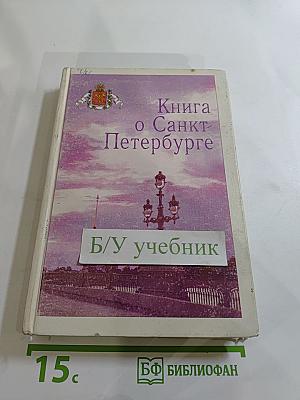 Книга
о Санкт
Петербурге
Б/У учебник
15с
БФ БИБЛИОФАН